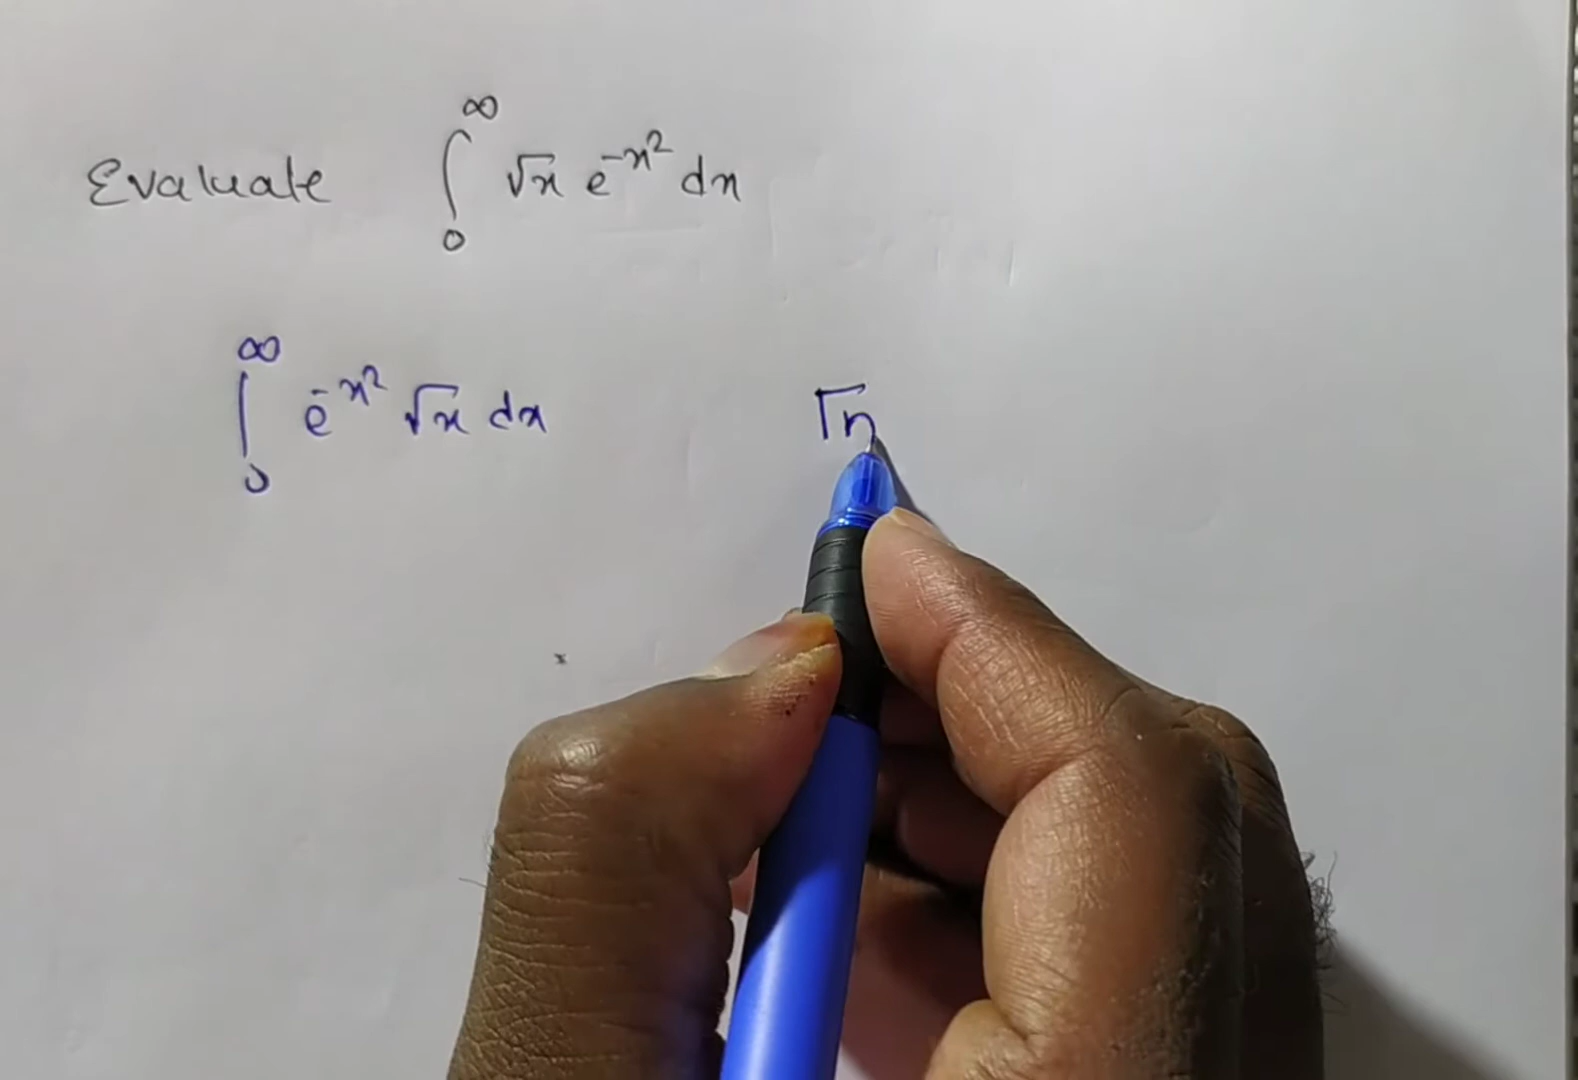 Evaluate ∫₀^∞ √x e^{-x²} dx
∫₀^∞ e^{-x²} √x dx Γn